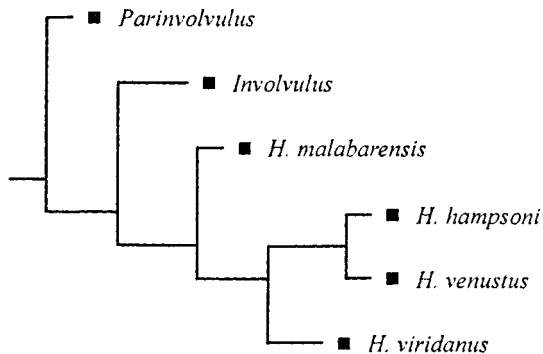 Parinvolvulus
Involvulus
H. malabarensis
H. hampsoni
H. venustus
H. viridanus